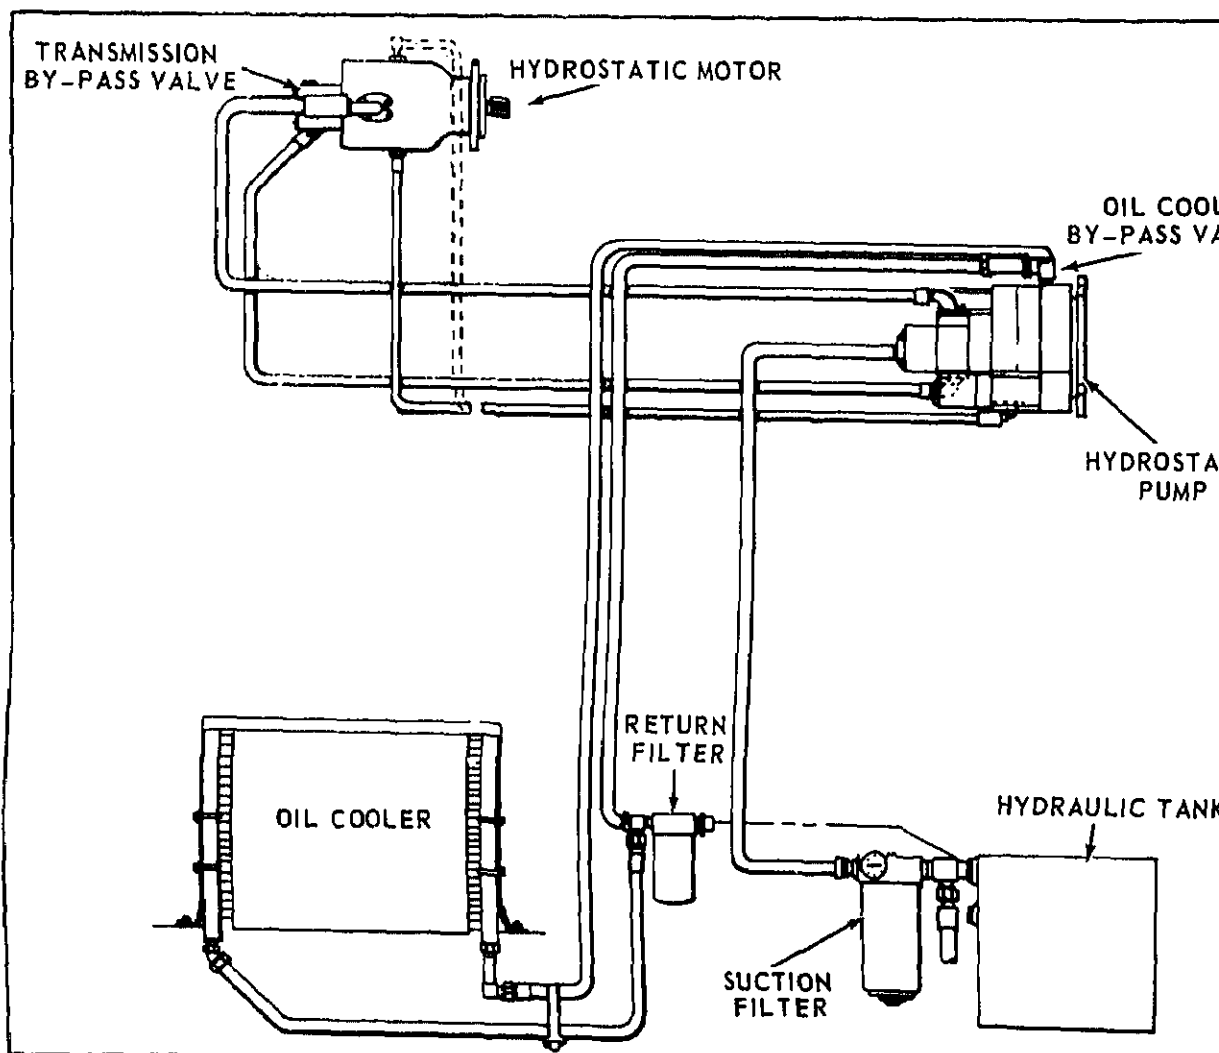 TRANSMISSION
BY-PASS VALVE
HYDROSTATIC MOTOR
OIL COOL
BY-PASS VA
HYDROSTA
PUMP
RETURN
FILTER
OIL COOLER
HYDRAULIC TANK
SUCTION
FILTER